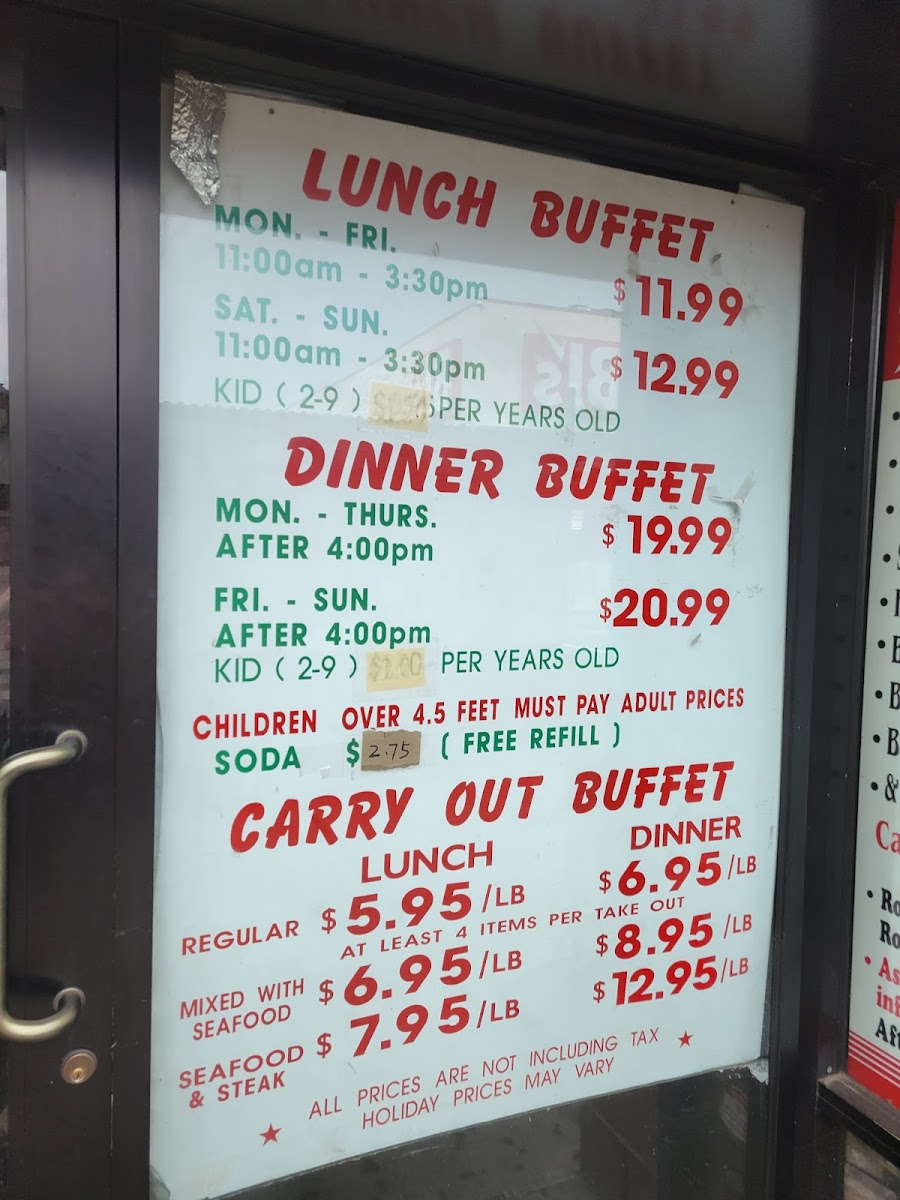 LUNCH BUFFET
MON. - FRI.
11:00am - 3:30pm $11.99
SAT. - SUN.
11:00am - 3:30pm $12.99
KID ( 2-9 ) PER YEARS OLD
DINNER BUFFET
MON. - THURS.
AFTER 4:00pm $19.99
FRI. - SUN. $20.99
AFTER 4:00pm
KID ( 2-9 ) PER YEARS OLD
CHILDREN OVER 4.5 FEET MUST PAY ADULT PRICES
SODA $2.75 ( FREE REFILL )
CARRY OUT BUFFET
LUNCH DINNER
REGULAR $5.95/LB $6.95/LB
AT LEAST 4 ITEMS PER TAKE OUT
MIXED WITH SEAFOOD $6.95/LB $8.95/LB
SEAFOOD & STEAK $7.95/LB $12.95/LB
ALL PRICES ARE NOT INCLUDING TAX
HOLIDAY PRICES MAY VARY